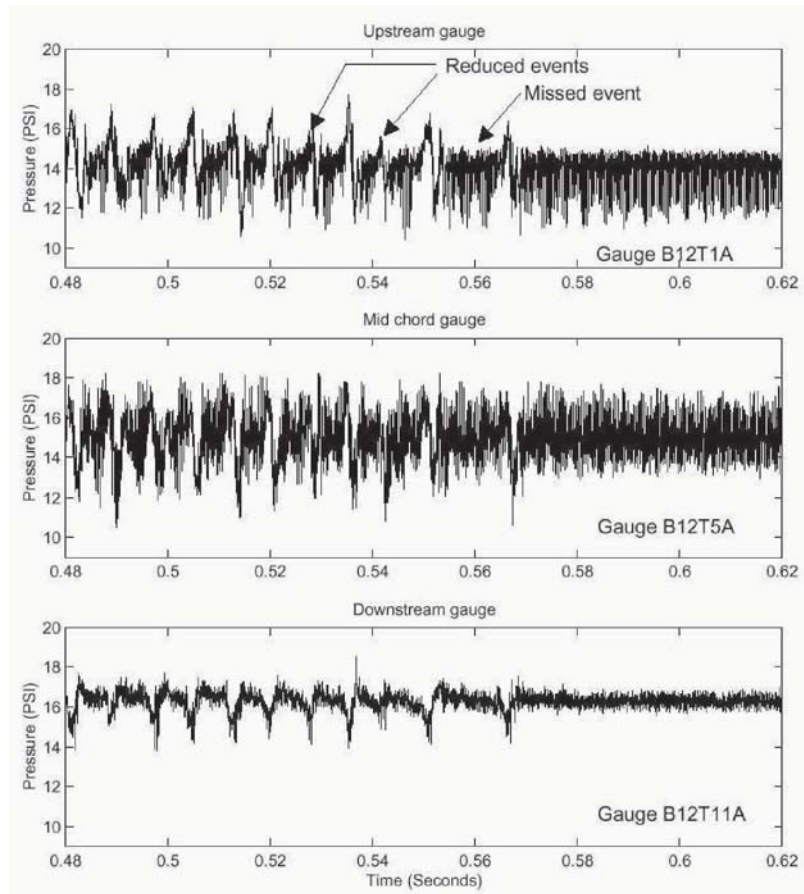 Upstream gauge
20
18
16
14
12
10
Pressure (PSI)
Reduced events
Missed event
Gauge B12T1A
0.48 0.5 0.52 0.54 0.56 0.58 0.6 0.62
Mid chord gauge
20
18
16
14
12
10
Pressure (PSI)
Gauge B12T5A
0.48 0.5 0.52 0.54 0.56 0.58 0.6 0.62
Downstream gauge
20
18
16
14
12
10
Pressure (PSI)
Gauge B12T11A
0.48 0.5 0.52 0.54 0.56 0.58 0.6 0.62
Time (Seconds)